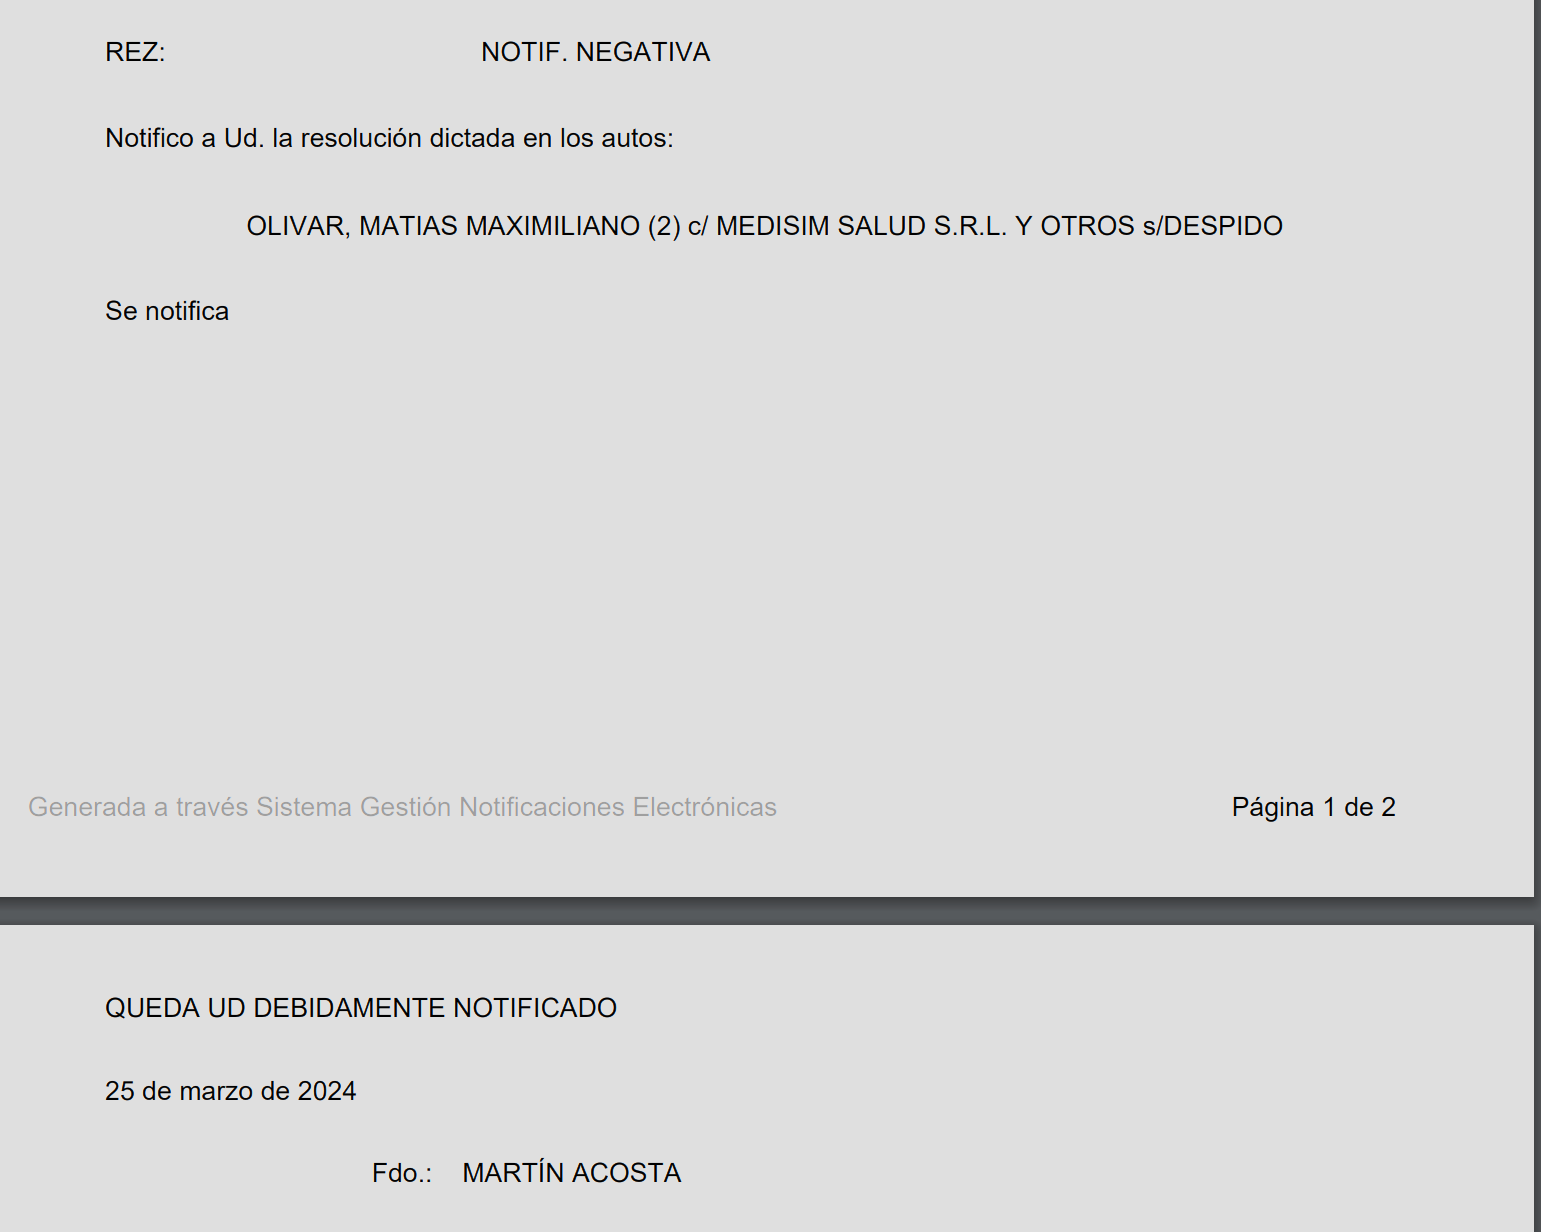 REZ: NOTIF. NEGATIVA
Notifico a Ud. la resolución dictada en los autos:
OLIVAR, MATIAS MAXIMILIANO (2) c/ MEDISIM SALUD S.R.L. Y OTROS s/DESPIDO
Se notifica
Generada a través Sistema Gestión Notificaciones Electrónicas Página 1 de 2
QUEDA UD DEBIDAMENTE NOTIFICADO
25 de marzo de 2024
Fdo.: MARTÍN ACOSTA